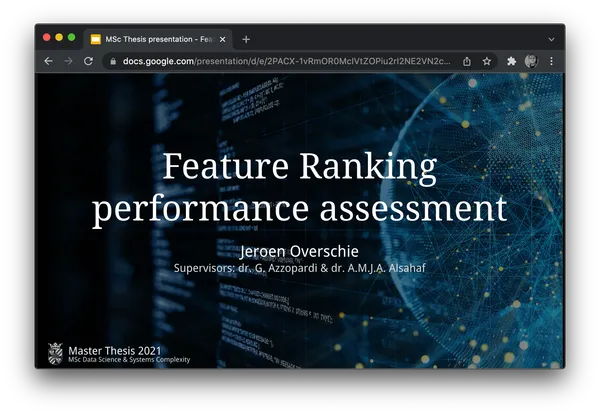 MSc Thesis presentation - Fea
docs.google.com/presentation/d/e/2PACX-1vRmOR0McIVtZOPiu2rI2NE2VN2c...
Feature Ranking
performance assessment
Jeroen Overschie
Supervisors: dr. G. Azzopardi & dr. A.M.J.A. Alsahaf
Master Thesis 2021
MSc Data Science & Systems Complexity